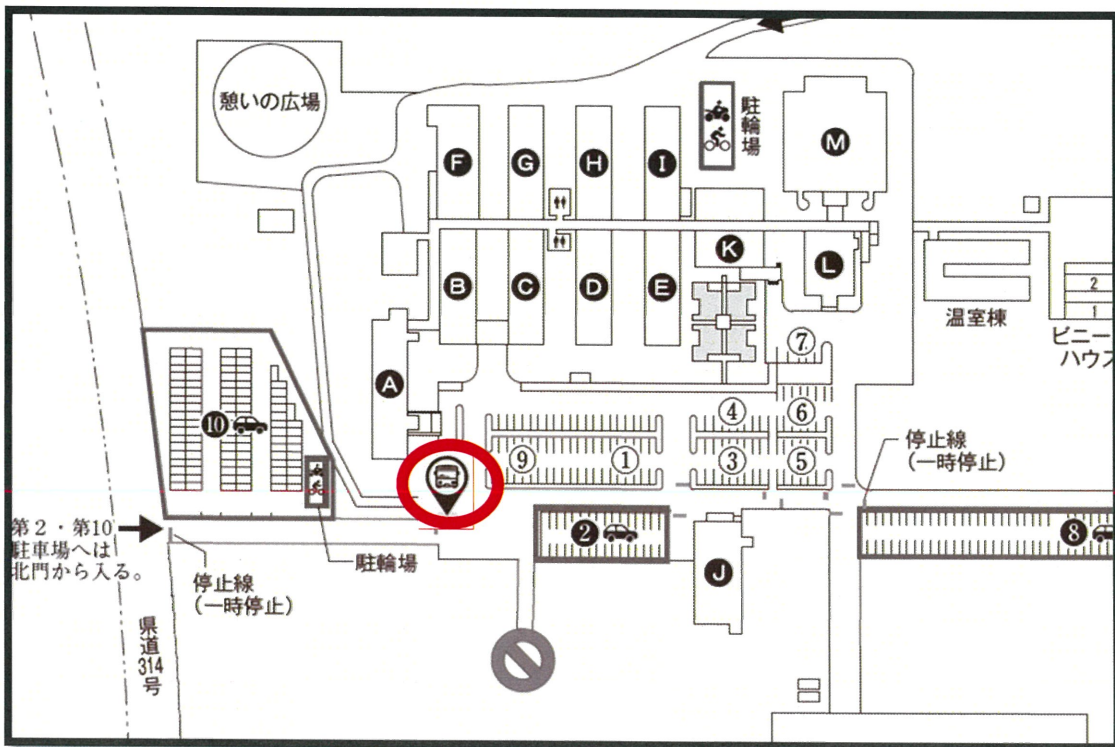 憩いの広場
駐輪場
F
G
H
I
M
B
C
D
E
K
L
温室棟
2
1
ビニー
ハウス
A
⑦
⑩
④
⑥
⑨
①
③
⑤
停止線
(一時停止)
第2・第10
駐車場へは
北門から入る。
停止線
(一時停止)
駐輪場
②
⑧
J
県道
314
号